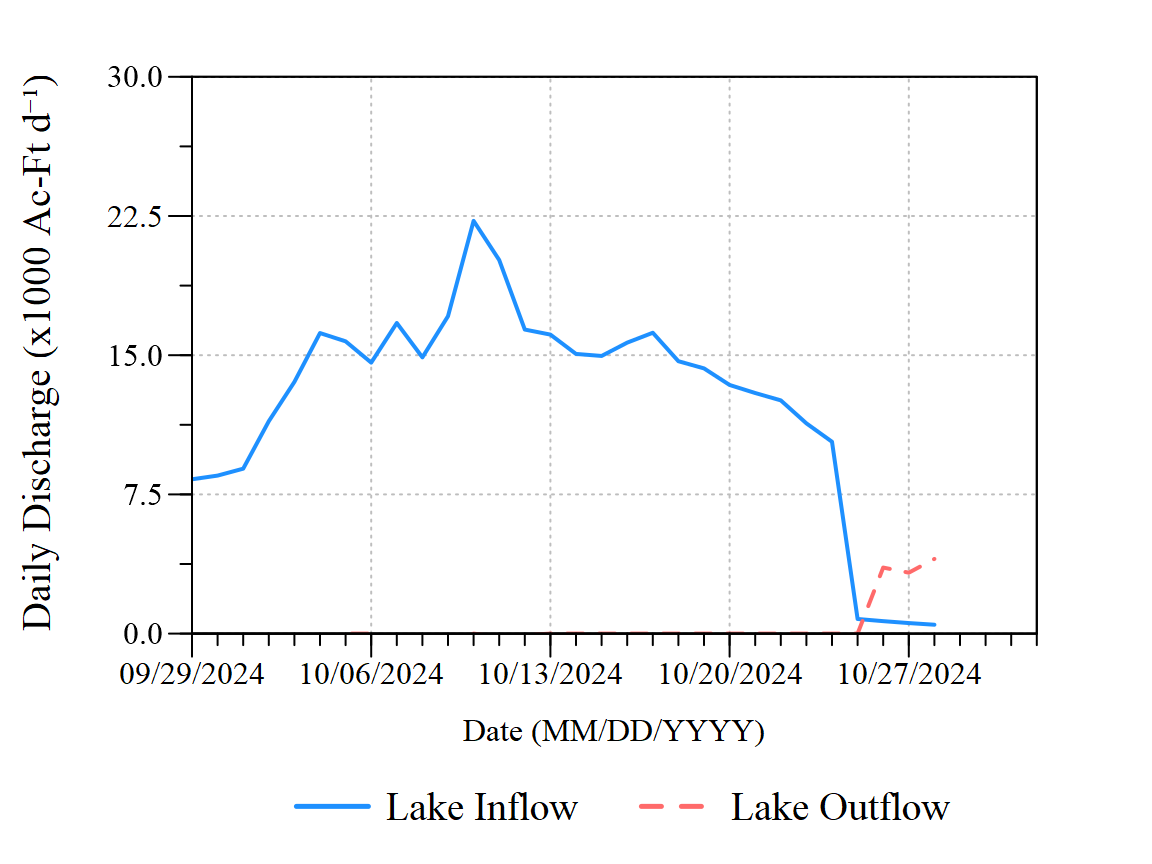 Daily Discharge (x1000 Ac-Ft d⁻¹)
30.0
22.5
15.0
7.5
0.0
09/29/2024 10/06/2024 10/13/2024 10/20/2024 10/27/2024
Date (MM/DD/YYYY)
Lake Inflow Lake Outflow